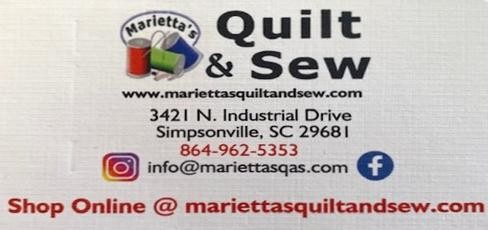 Marietta's
Quilt
& Sew
www.mariettasquiltandsew.com
3421 N. Industrial Drive
Simpsonville, SC 29681
864-962-5353
info@mariettasqas.com
Shop Online @ mariettasquiltandsew.com